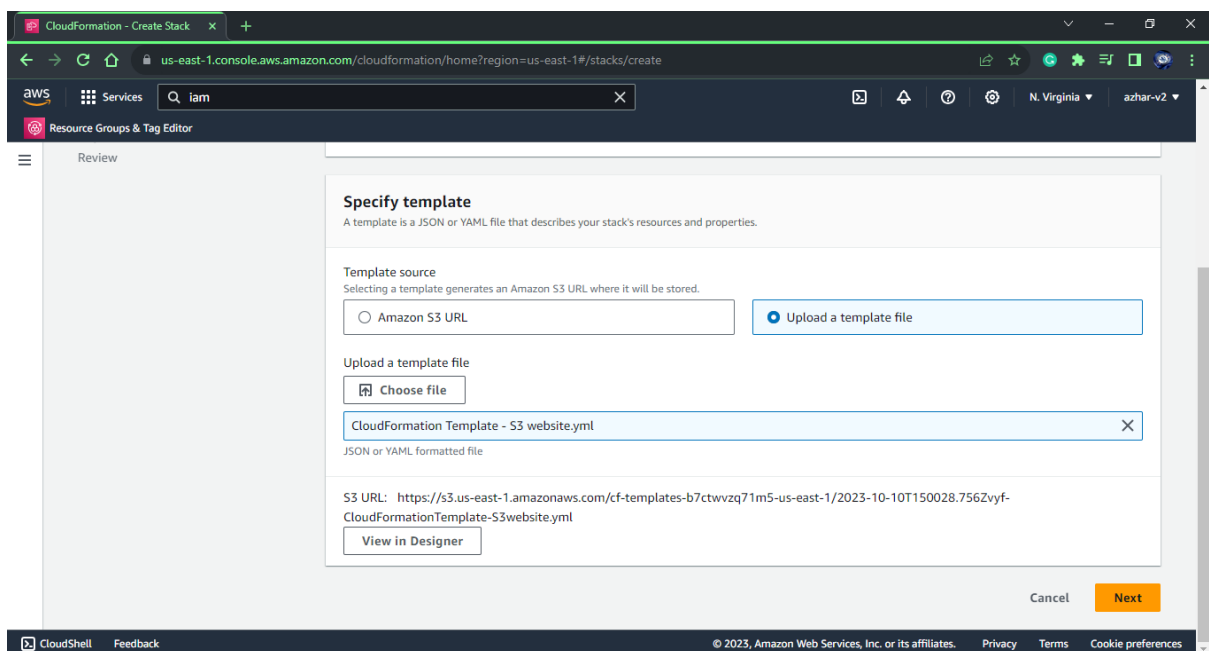 CloudFormation - Create Stack
us-east-1.console.aws.amazon.com/cloudformation/home?region=us-east-1#/stacks/create
aws Services iam N. Virginia azhar-v2
Resource Groups & Tag Editor
Review
Specify template
A template is a JSON or YAML file that describes your stack's resources and properties.
Template source
Selecting a template generates an Amazon S3 URL where it will be stored.
Amazon S3 URL Upload a template file
Upload a template file
Choose file
CloudFormation Template - S3 website.yml
JSON or YAML formatted file
S3 URL: https://s3.us-east-1.amazonaws.com/cf-templates-b7ctwvzq71m5-us-east-1/2023-10-10T150028.756Zvyf-
CloudFormationTemplate-S3website.yml
View in Designer
Cancel Next
CloudShell Feedback © 2023, Amazon Web Services, Inc. or its affiliates. Privacy Terms Cookie preferences